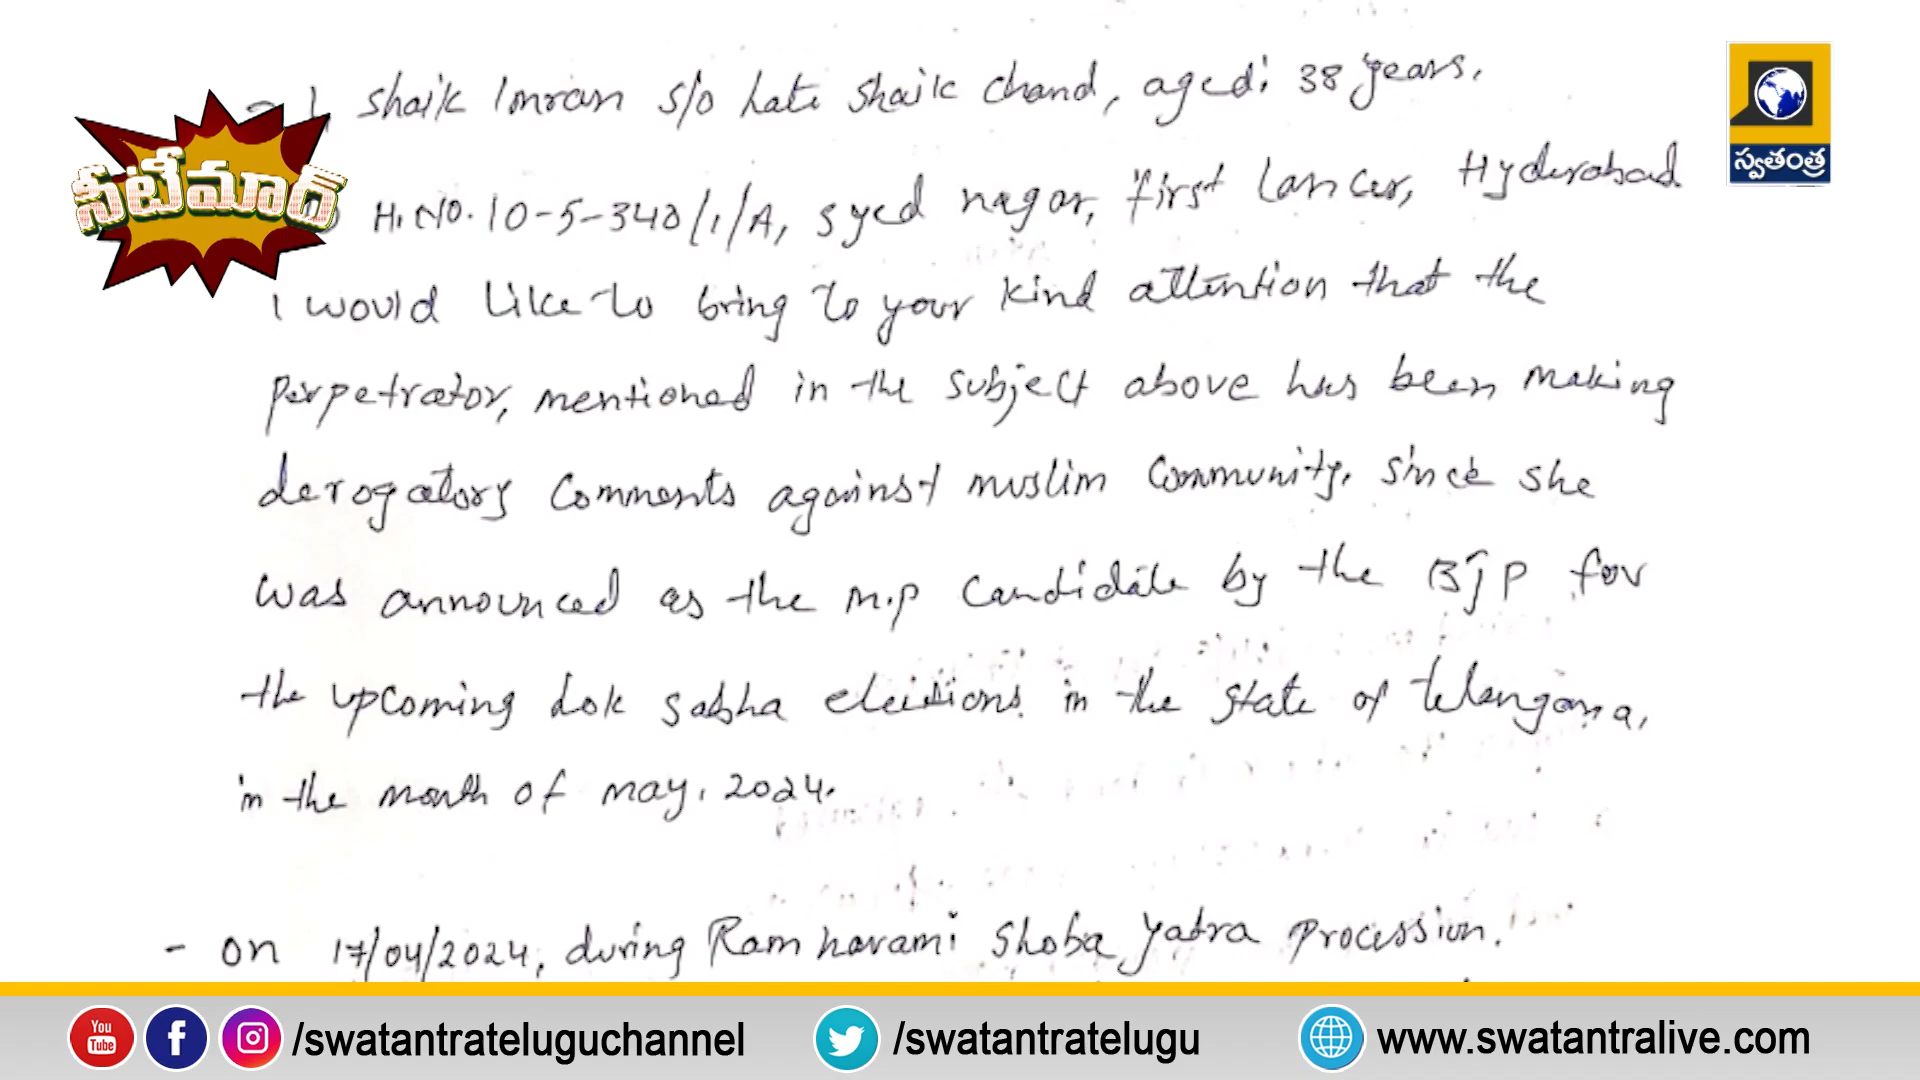 - I shaik Imran s/o Late shaik Chand, aged: 38 years.
H.NO. 10-5-340/1/A, syed nagar, first Lancer, Hyderabad
I would like to bring to your kind attention that the
perpetrator, mentioned in the subject above has been making
derogatory comments against muslim community. since she
was announced as the M.P candidate by the BJP for
the upcoming Lok sabha elections in the state of telangana,
in the month of may, 2024.
- on 17/04/2024, during Ram navami shoba yatra procession.
నీటీమార్
స్వతంత్ర
You Tube
/swatantrateluguchannel
/swatantratelugu
www.swatantralive.com